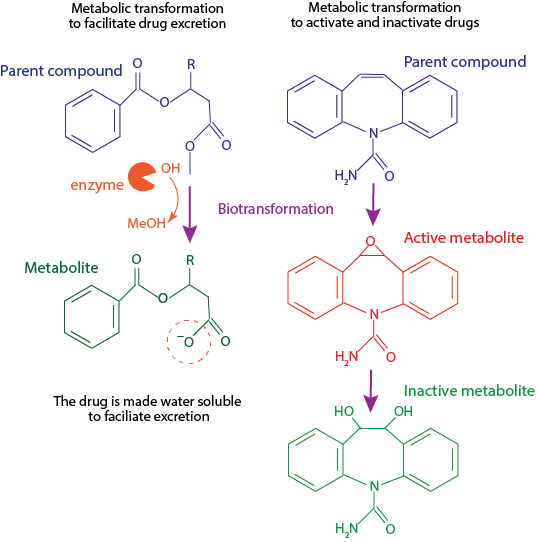 Metabolic transformation
to facilitate drug excretion
Parent compound
O
O
R
O
O
enzyme
OH
MeOH
Metabolite
O
O
R
⁻O
O
The drug is made water soluble
to faciliate excretion
Biotransformation
Metabolic transformation
to activate and inactivate drugs
Parent compound
N
H₂N
O
Active metabolite
O
N
H₂N
O
Inactive metabolite
HO
OH
N
H₂N
O